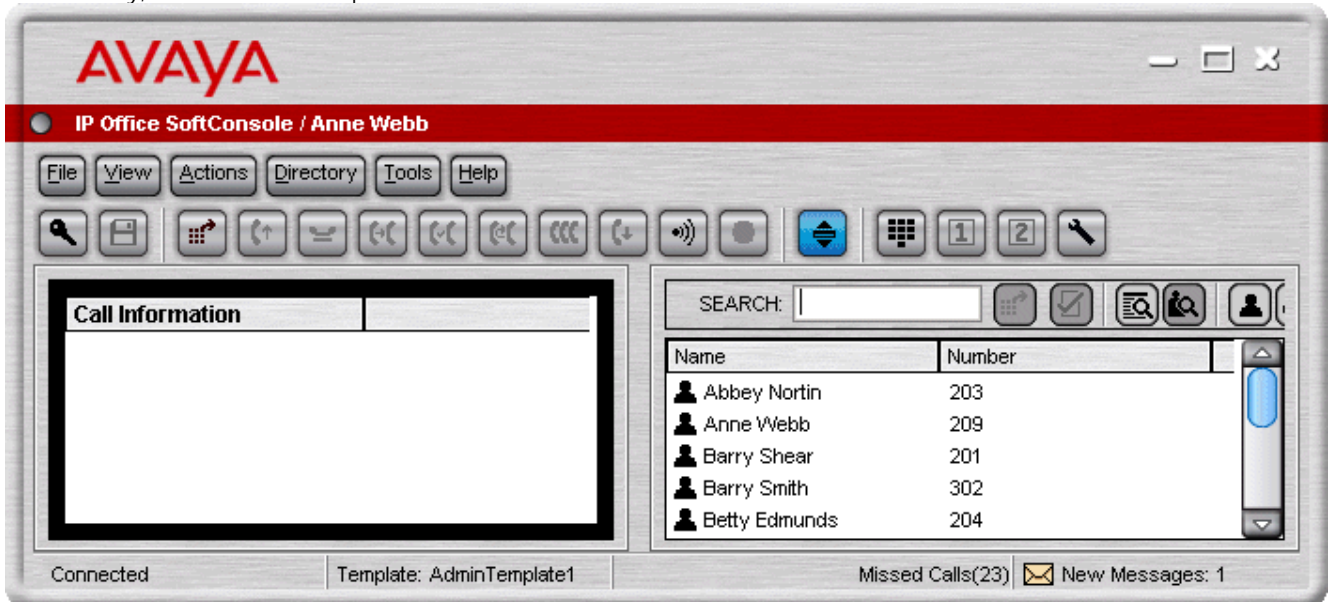 AVAYA
IP Office SoftConsole / Anne Webb
File View Actions Directory Tools Help
1 2
Call Information
SEARCH:
Name Number
Abbey Nortin 203
Anne Webb 209
Barry Shear 201
Barry Smith 302
Betty Edmunds 204
Connected Template: AdminTemplate1 Missed Calls(23) New Messages: 1